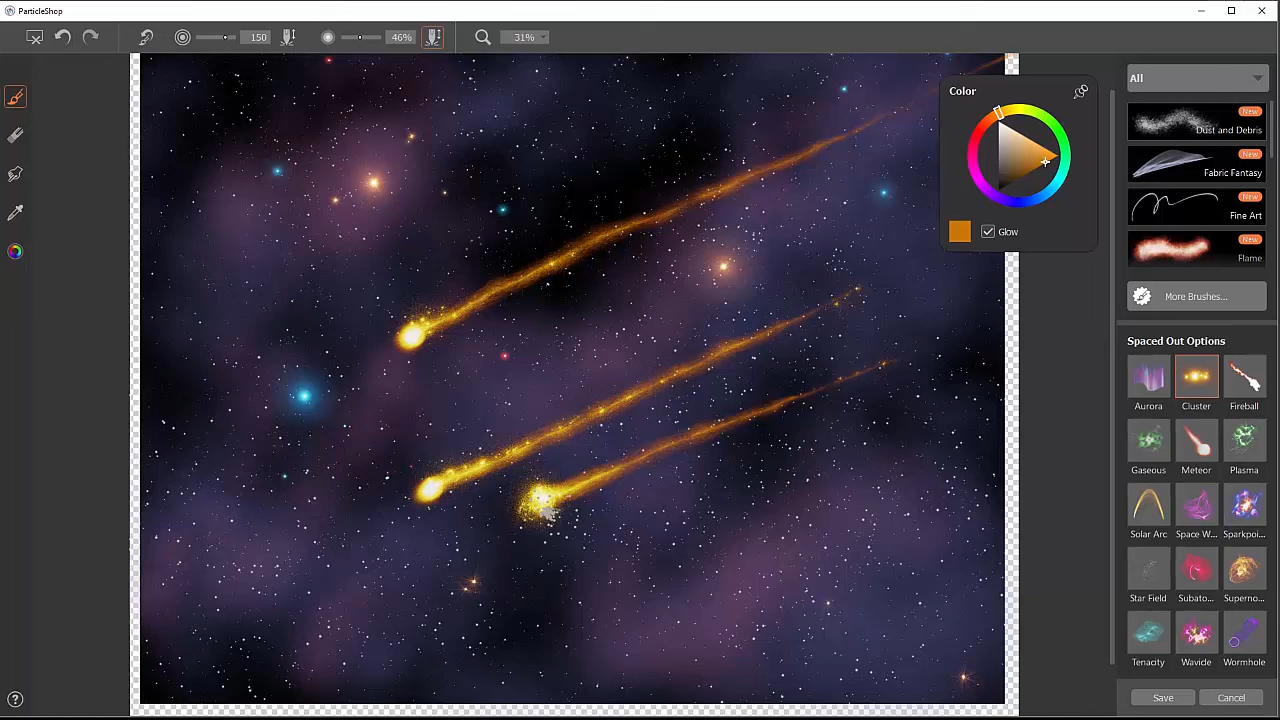 ParticleShop
150
46%
31%
Color
Glow
All
New
Dust and Debris
New
Fabric Fantasy
New
Fine Art
New
Flame
More Brushes...
Spaced Out Options
Aurora Cluster Fireball
Gaseous Meteor Plasma
Solar Arc Space W... Sparkpoi...
Star Field Subato... Superno...
Tenacity Wavicle Wormhole
? Save Cancel